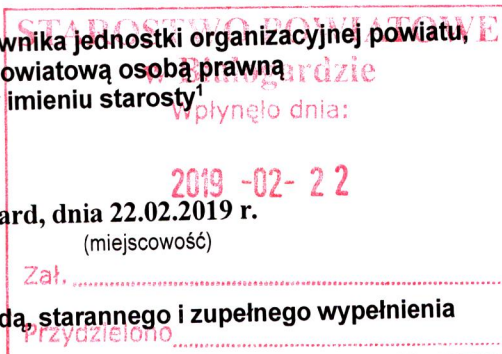 STAROSTWO POWIATOWE
wnika jednostki organizacyjnej powiatu,
owiatową osobą prawną
w Białogardzie
imieniu starosty¹
Wpłynęło dnia:
2019 -02- 22
ard, dnia 22.02.2019 r.
(miejscowość)
Zał.
dą, starannego i zupełnego wypełnienia
Przydzielono